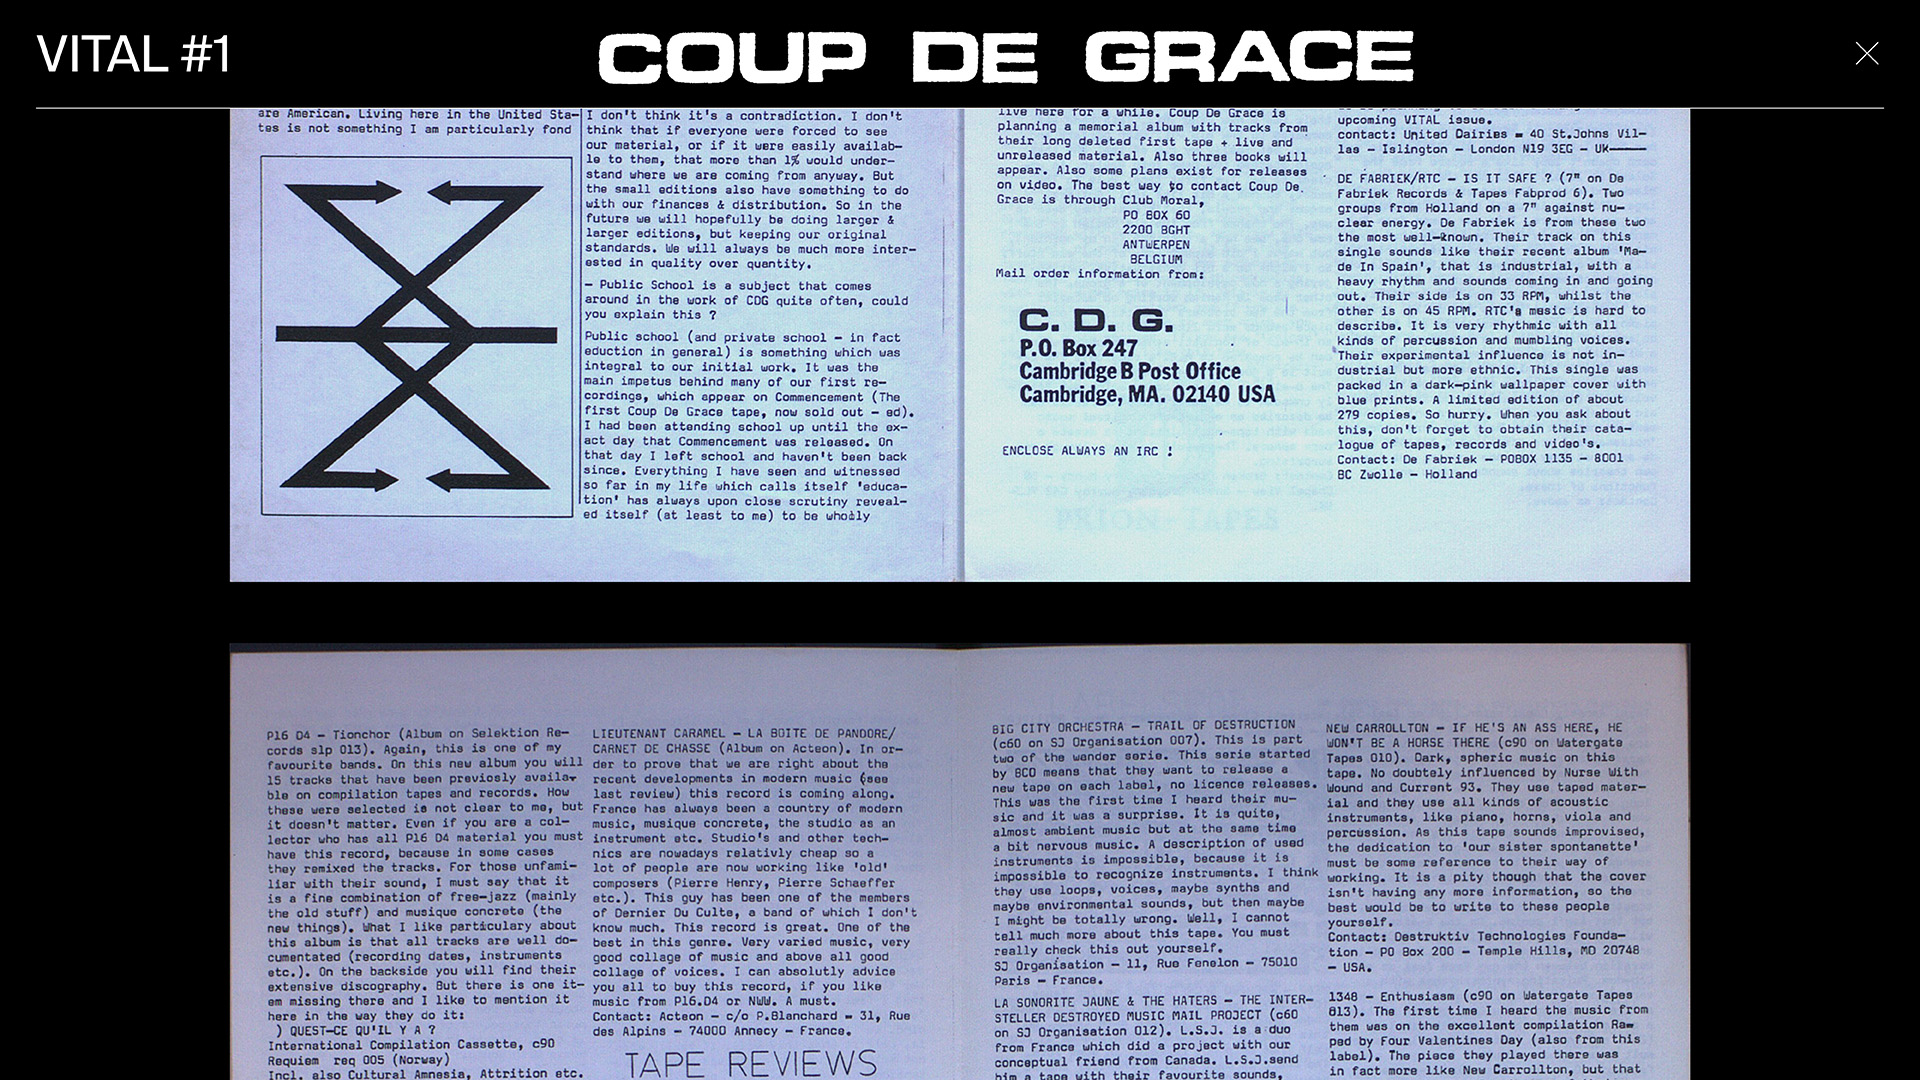 VITAL #1
COUP DE GRACE
are American. Living here in the United Sta-
tes is not something I am particularly fond
I don't think it's a contradiction. I don't
think that if everyone were forced to see
our material, or if it were easily availab-
le to them, that more than 1% would under-
stand where we are coming from anyway. But
the small editions also have something to do
with our finances & distribution. So in the
future we will hopefully be doing larger &
larger editions, but keeping our original
standards. We will always be much more inter-
ested in quality over quantity.
- Public School is a subject that comes
around in the work of CDG quite often, could
you explain this ?
Public school (and private school - in fact
eduction in general) is something which was
integral to our initial work. It was the
main impetus behind many of our first re-
cordings, which appear on Commencement (The
first Coup De Grace tape, now sold out - ed).
I had been attending school up until the ex-
act day that Commencement was released. On
that day I left school and haven't been back
since. Everything I have seen and witnessed
so far in my life which calls itself 'educa-
tion' has always upon close scrutiny reveal-
ed itself (at least to me) to be wholly
live here for a while. Coup De Grace is
planning a memorial album with tracks from
their long deleted first tape + live and
unreleased material. Also three books will
appear. Also some plans exist for releases
on video. The best way to contact Coup De
Grace is through Club Moral,
PO BOX 60
2200 BGHT
ANTWERPEN
BELGIUM
Mail order information from:
C. D. G.
P.O. Box 247
Cambridge B Post Office
Cambridge, MA. 02140 USA
ENCLOSE ALWAYS AN IRC !
upcoming VITAL issue.
contact: United Dairies - 40 St.Johns Vil-
las - Islington - London N19 3EG - UK
DE FABRIEK/RTC - IS IT SAFE ? (7" on De
Fabriek Records & Tapes Fabprod 6). Two
groups from Holland on a 7" against nu-
clear energy. De Fabriek is from these two
the most well-known. Their track on this
single sounds like their recent album 'Ma-
de In Spain', that is industrial, with a
heavy rhythm and sounds coming in and going
out. Their side is on 33 RPM, whilst the
other is on 45 RPM. RTC's music is hard to
describe. It is very rhythmic with all
kinds of percussion and mumbling voices.
Their experimental influence is not in-
dustrial but more ethnic. This single was
packed in a dark-pink wallpaper cover with
blue prints. A limited edition of about
279 copies. So hurry. When you ask about
this, don't forget to obtain their cata-
logue of tapes, records and video's.
Contact: De Fabriek - POBOX 1135 - 8001
BC Zwolle - Holland
P16 D4 - Tionchor (Album on Selektion Re-
cords slp 013). Again, this is one of my
favourite bands. On this new album you will
15 tracks that have been previosly availa-
ble on compilation tapes and records. How
these were selected is not clear to me, but
it doesn't matter. Even if you are a col-
lector who has all P16 D4 material you must
have this record, because in some cases
they remixed the tracks. For those unfami-
liar with their sound, I must say that it
is a fine combination of free-jazz (mainly
the old stuff) and musique concrete (the
new things). What I like particulary about
this album is that all tracks are well do-
cumentated (recording dates, instruments
etc.). On the backside you will find their
extensive discography. But there is one it-
em missing there and I like to mention it
here in the way they do it:
) QUEST-CE QU'IL Y A ?
International Compilation Cassette, c90
Requiem req 005 (Norway)
Incl. also Cultural Amnesia, Attrition etc.
LIEUTENANT CARAMEL - LA BOITE DE PANDORE/
CARNET DE CHASSE (Album on Acteon). In or-
der to prove that we are right about the
recent developments in modern music (see
last review) this record is coming along.
France has always been a country of modern
music, musique concrete, the studio as an
instrument etc. Studio's and other tech-
nics are nowadays relativly cheap so a
lot of people are now working like 'old'
composers (Pierre Henry, Pierre Schaeffer
etc.). This guy has been one of the members
of Dernier Du Culte, a band of which I don't
know much. This record is great. One of the
best in this genre. Very varied music, very
good collage of music and above all good
collage of voices. I can absolutly advice
you all to buy this record, if you like
music from P16.D4 or NWW. A must.
Contact: Acteon - c/o P.Blanchard - 31, Rue
des Alpins - 74000 Annecy - France.
TAPE REVIEWS
BIG CITY ORCHESTRA - TRAIL OF DESTRUCTION
(c60 on SJ Organisation 007). This is part
two of the wander serie. This serie started
by BCO means that they want to release a
new tape on each label, no licence releases.
This was the first time I heard their mu-
sic and it was a surprise. It is quite,
almost ambient music but at the same time
a bit nervous music. A description of used
instruments is impossible, because it is
impossible to recognize instruments. I think
they use loops, voices, maybe synths and
maybe environmental sounds, but then maybe
I might be totally wrong. Well, I cannot
tell much more about this tape. You must
really check this out yourself.
SJ Organisation - 11, Rue Fenelon - 75010
Paris - France.
LA SONORITE JAUNE & THE HATERS - THE INTER-
STELLER DESTROYED MUSIC MAIL PROJECT (c60
on SJ Organisation 012). L.S.J. is a duo
from France which did a project with our
conceptual friend from Canada. L.S.J.send
him a tape with their favourite sounds,
NEW CARROLLTON - IF HE'S AN ASS HERE, HE
WON'T BE A HORSE THERE (c90 on Watergate
Tapes 010). Dark, spheric music on this
tape. No doubtely influenced by Nurse With
Wound and Current 93. They use taped mater-
ial and they use all kinds of acoustic
instruments, like piano, horns, viola and
percussion. As this tape sounds improvised,
the dedication to 'our sister spontanette'
must be some reference to their way of
working. It is a pity though that the cover
isn't having any more information, so the
best would be to write to these people
yourself.
Contact: Destruktiv Technologies Founda-
tion - PO Box 200 - Temple Hills, MD 20748
- USA.
1348 - Enthusiasm (c90 on Watergate Tapes
013). The first time I heard the music from
them was on the excellent compilation Ra-
ped by Four Valentines Day (also from this
label). The piece they played there was
in fact more like New Carrollton, but that